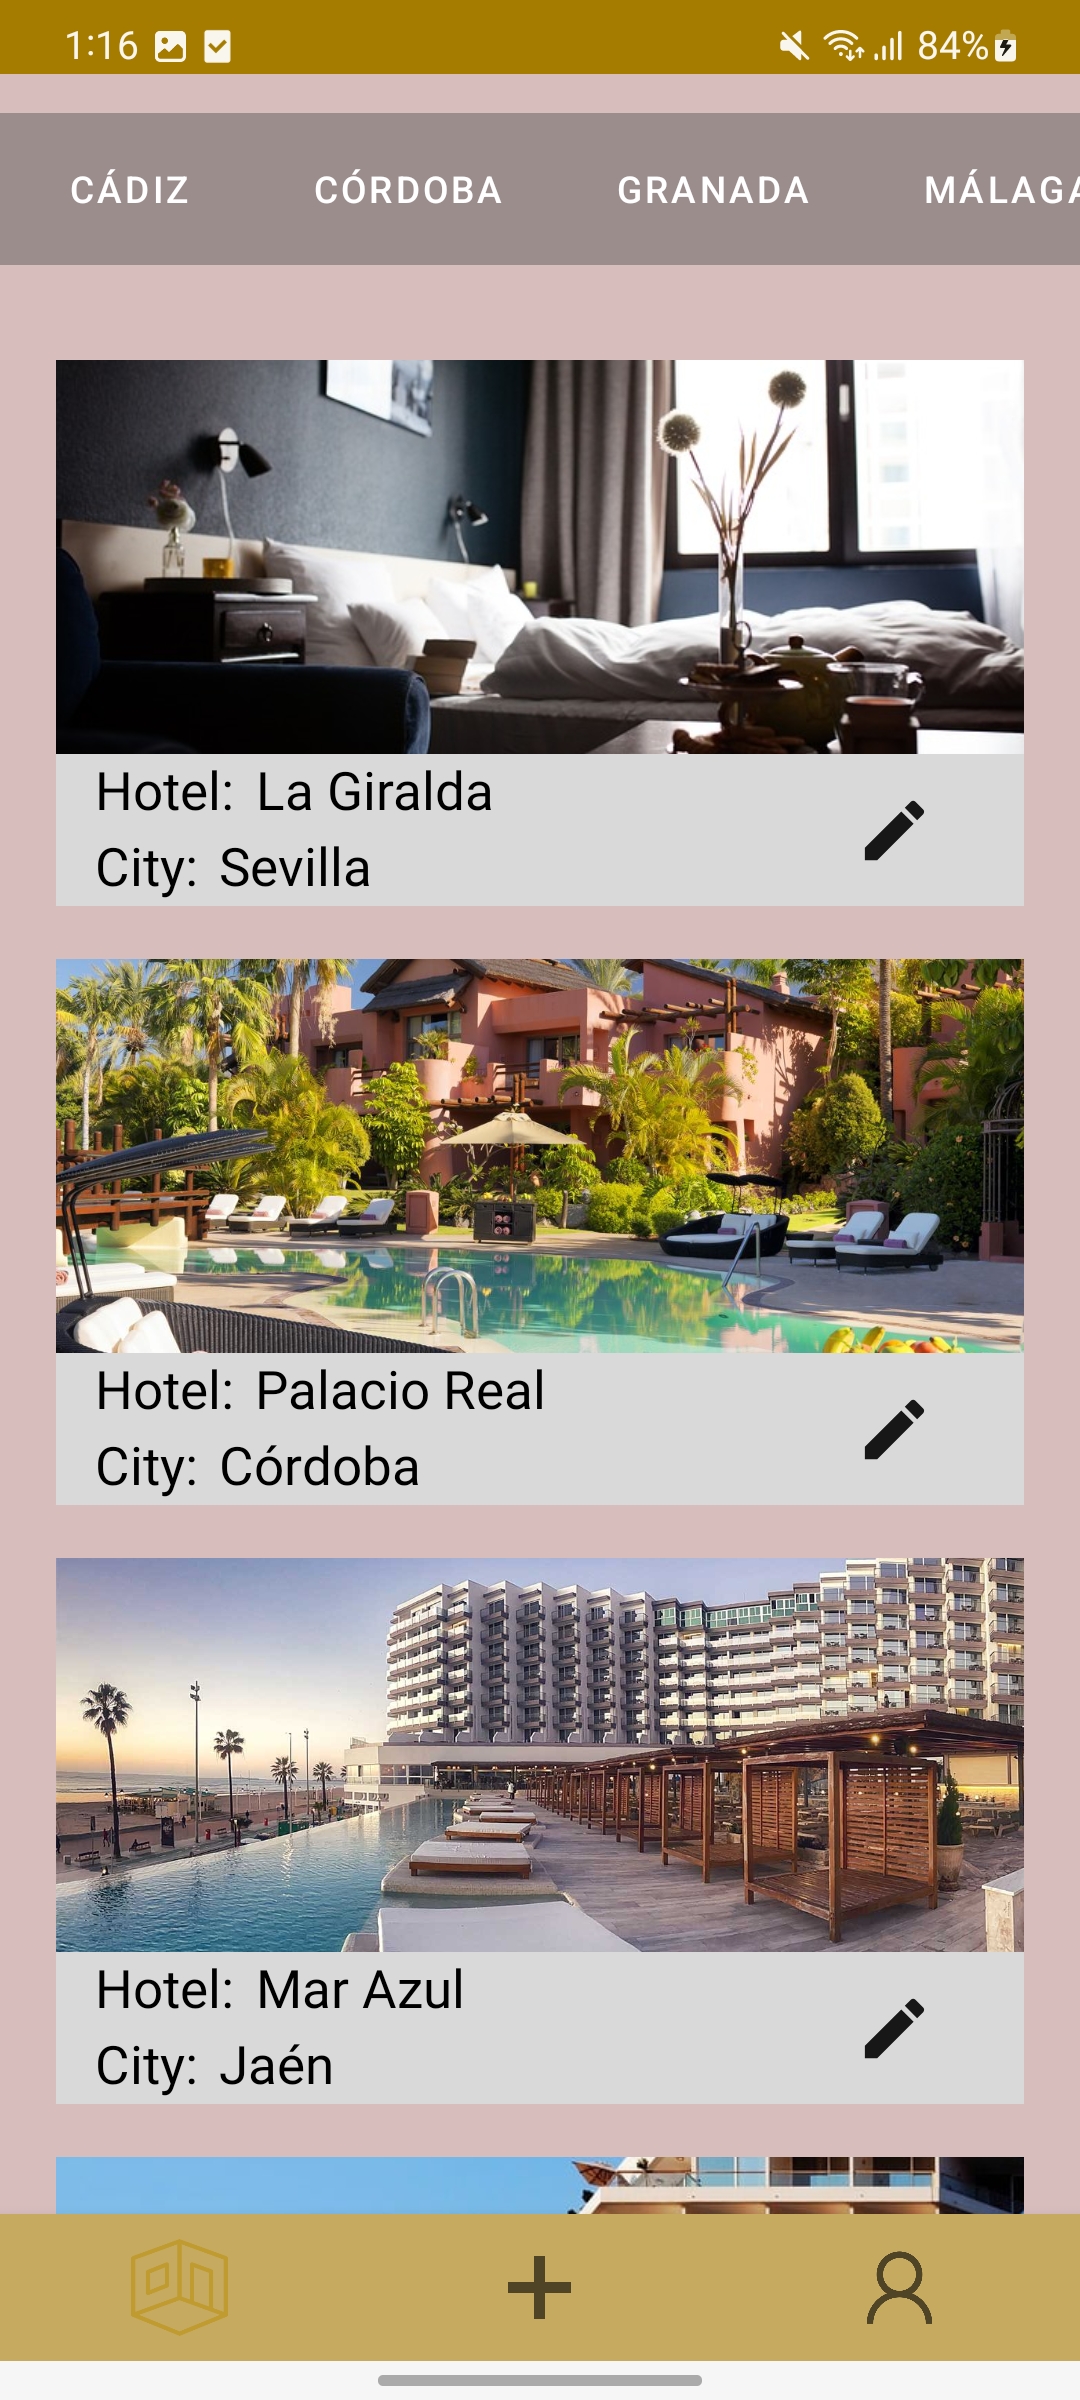 1:16 84%
CÁDIZ CÓRDOBA GRANADA MÁLAGA
Hotel: La Giralda
City: Sevilla
Hotel: Palacio Real
City: Córdoba
Hotel: Mar Azul
City: Jaén